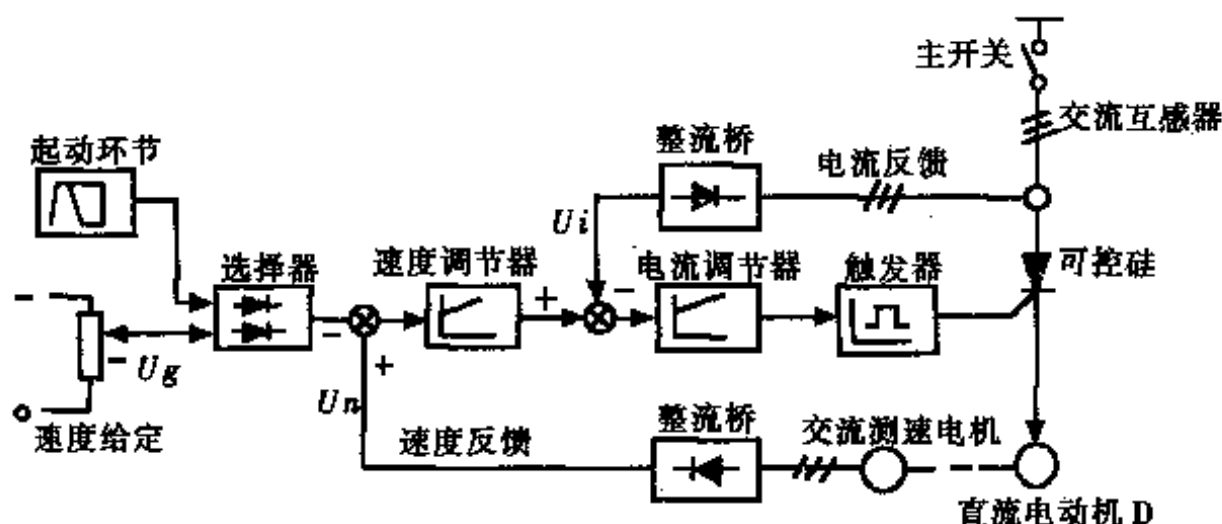 主开关
交流互感器
整流桥
电流反馈
起动环节
Ui
选择器
速度调节器
电流调节器
触发器
可控硅
+
−
−
−
− Ug
+
Un
速度给定
速度反馈
整流桥
交流测速电机
直流电动机 D